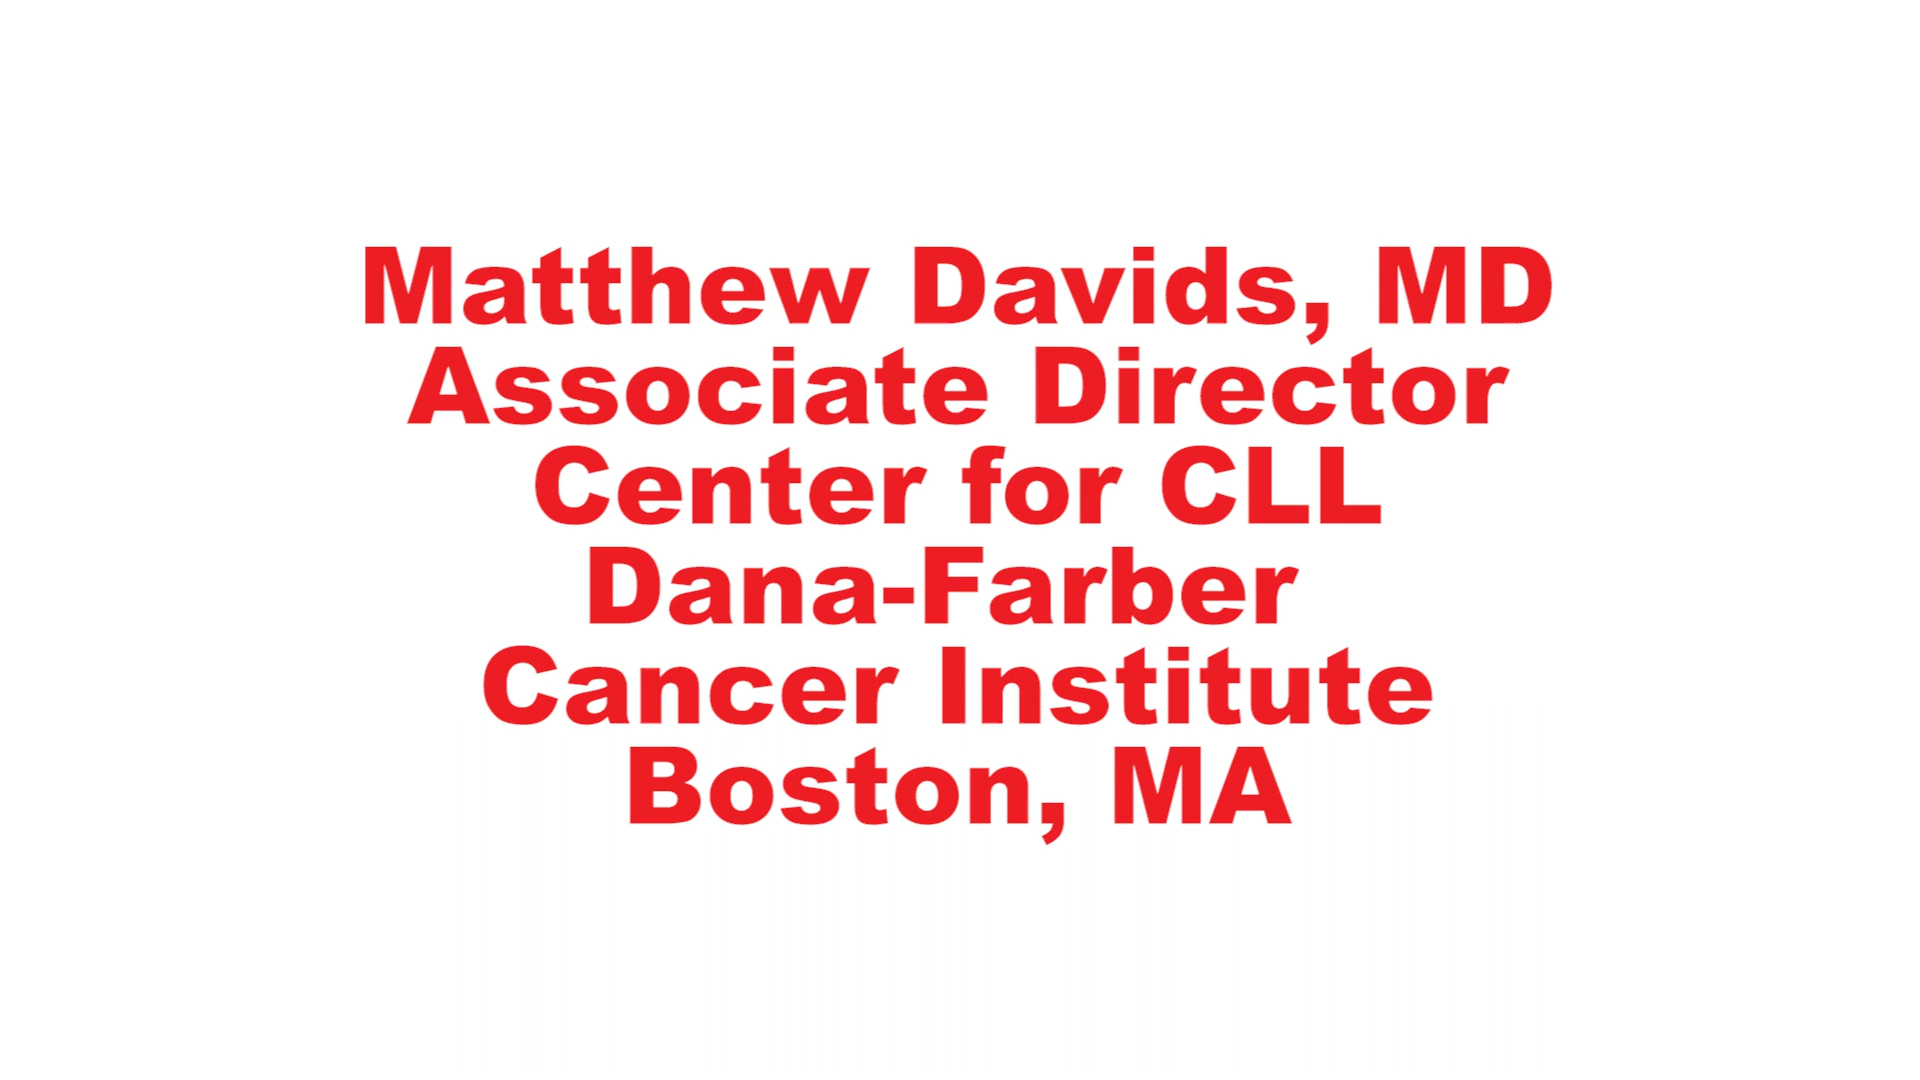 Matthew Davids, MD
Associate Director
Center for CLL
Dana-Farber
Cancer Institute
Boston, MA